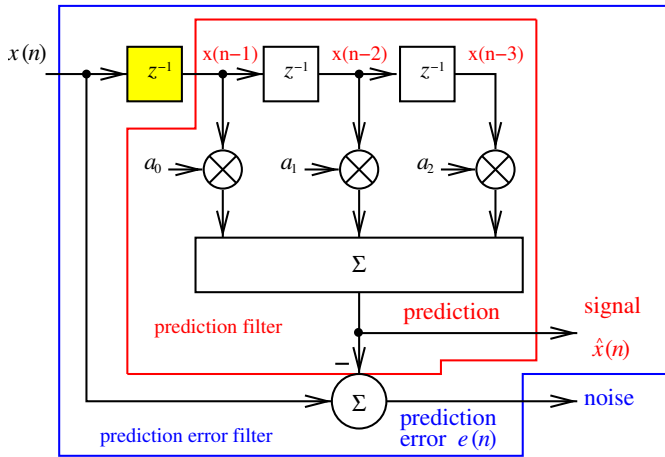 x(n)
z⁻¹
x(n−1)
z⁻¹
x(n−2)
z⁻¹
x(n−3)
a₀
a₁
a₂
Σ
prediction filter
prediction
signal
x̂(n)
−
Σ
prediction error filter
prediction
error e(n)
noise